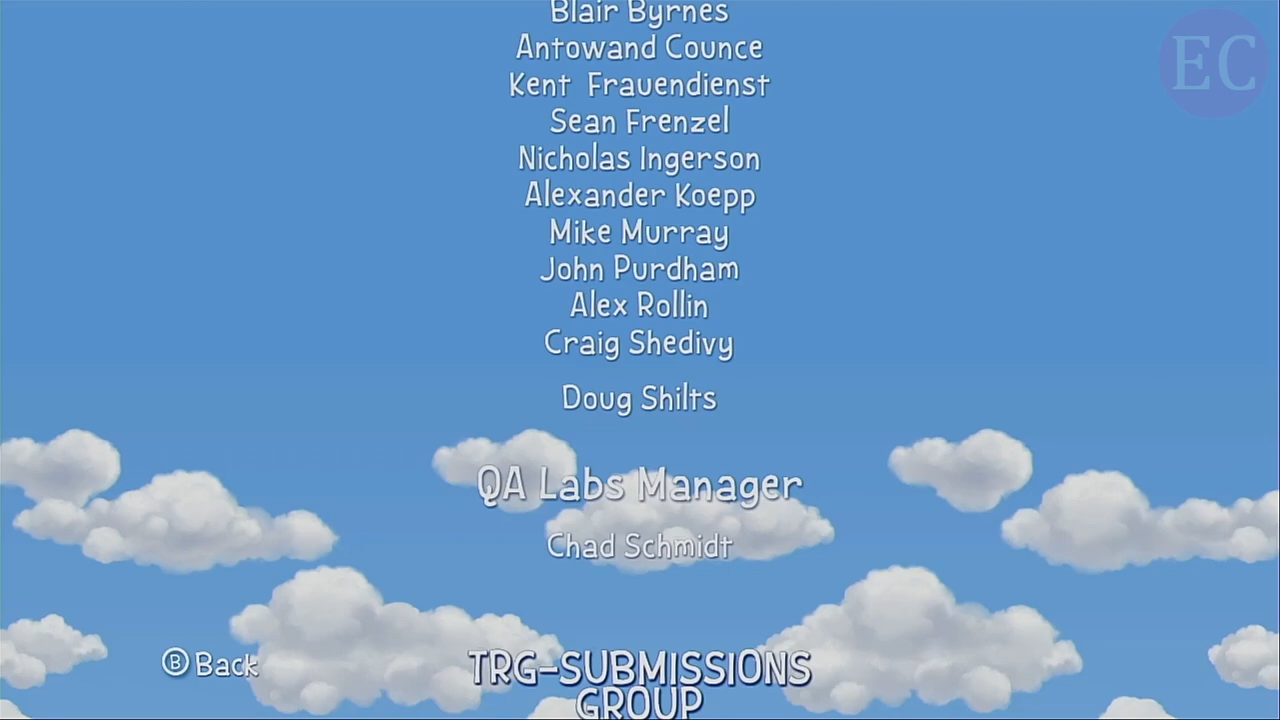 Blair Byrnes
EC
Antowand Counce
Kent Frauendienst
Sean Frenzel
Nicholas Ingerson
Alexander Koepp
Mike Murray
John Purdham
Alex Rollin
Craig Shedivy
Doug Shilts
QA Labs Manager
Chad Schmidt
B Back
TRG-SUBMISSIONS
GROUP